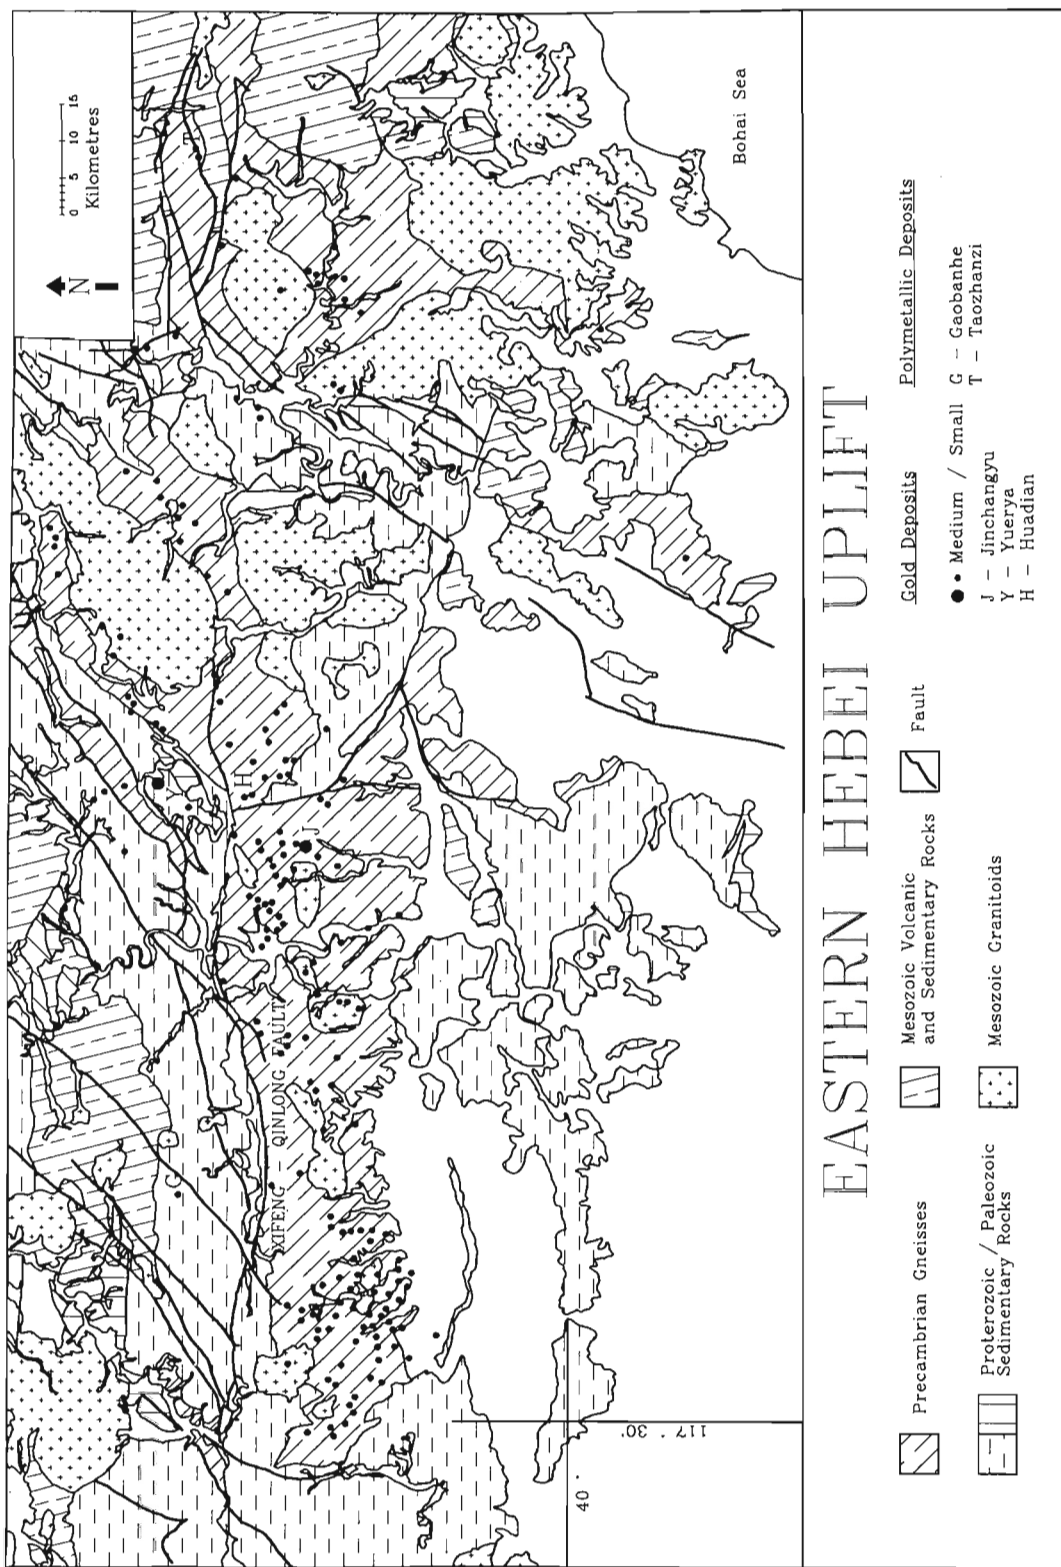 N
0 5 10 15
Kilometres
T
H
J
G
XIFENG - QINLONG FAULT
Bohai Sea
40°
117° 30'
EASTERN HEBEI UPLIFT
Precambrian Gneisses
Proterozoic / Paleozoic
Sedimentary Rocks
Mesozoic Volcanic
and Sedimentary Rocks
Mesozoic Granitoids
Fault
Gold Deposits
Medium / Small
J - Jinchangyu
Y - Yuerya
H - Huadian
Polymetallic Deposits
G - Gaobanhe
T - Taozhanzi